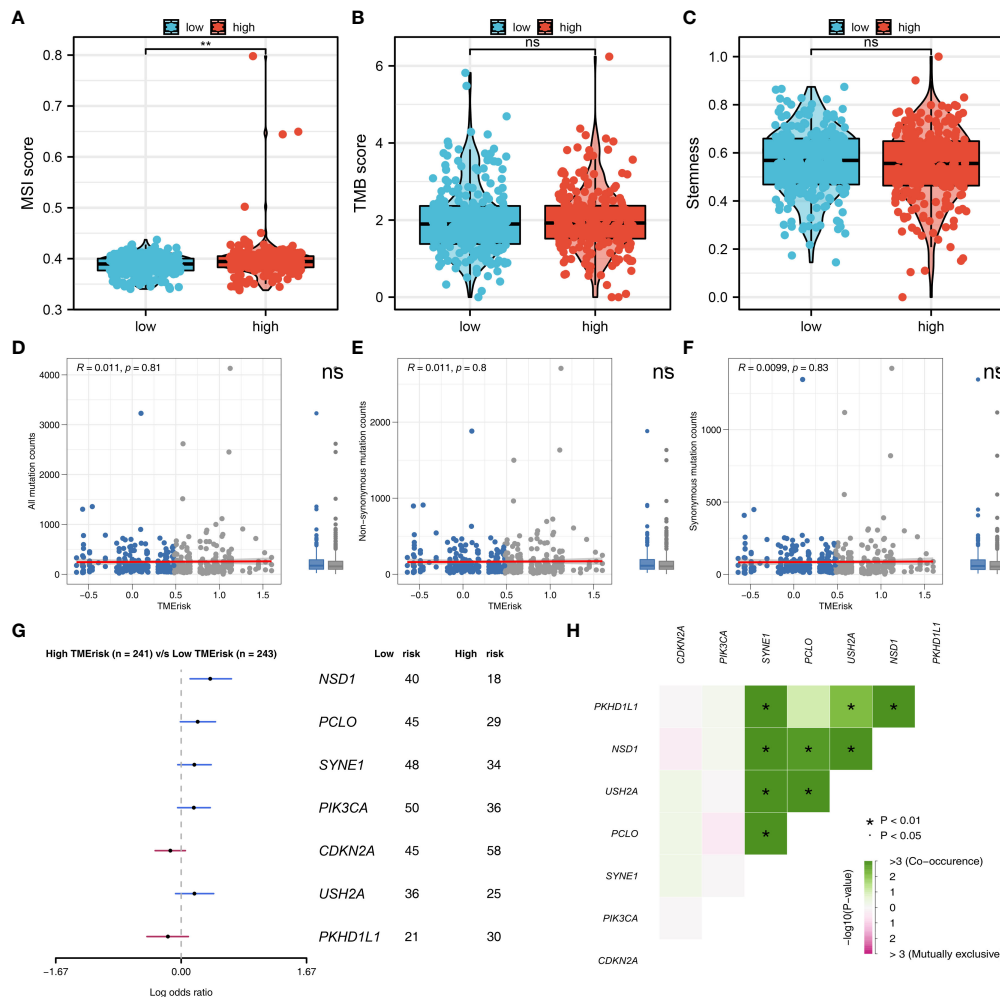 A
low high
**
MSI score
0.8
0.7
0.6
0.5
0.4
0.3
low high
B
low high
ns
TMB score
6
4
2
0
low high
C
low high
ns
Stemness
1.0
0.8
0.6
0.4
0.2
0.0
low high
D
R = 0.011, p = 0.81
ns
All mutation counts
4000
3000
2000
1000
0
−0.5 0.0 0.5 1.0 1.5
TMErisk
E
R = 0.011, p = 0.8
ns
Non−synonymous mutation counts
2000
1000
0
−0.5 0.0 0.5 1.0 1.5
TMErisk
F
R = 0.0099, p = 0.83
ns
Synonymous mutation counts
1000
500
0
−0.5 0.0 0.5 1.0 1.5
TMErisk
G
High TMErisk (n = 241) v/s Low TMErisk (n = 243) Low risk High risk
NSD1 40 18
PCLO 45 29
SYNE1 48 34
PIK3CA 50 36
CDKN2A 45 58
USH2A 36 25
PKHD1L1 21 30
−1.67 0.00 1.67
Log odds ratio
H
CDKN2A PIK3CA SYNE1 PCLO USH2A NSD1 PKHD1L1
PKHD1L1 * * *
NSD1 * * *
USH2A * *
PCLO *
SYNE1
PIK3CA
CDKN2A
* P < 0.01
· P < 0.05
−log10(P−value)
>3 (Co−occurence)
2
1
0
1
2
> 3 (Mutually exclusive